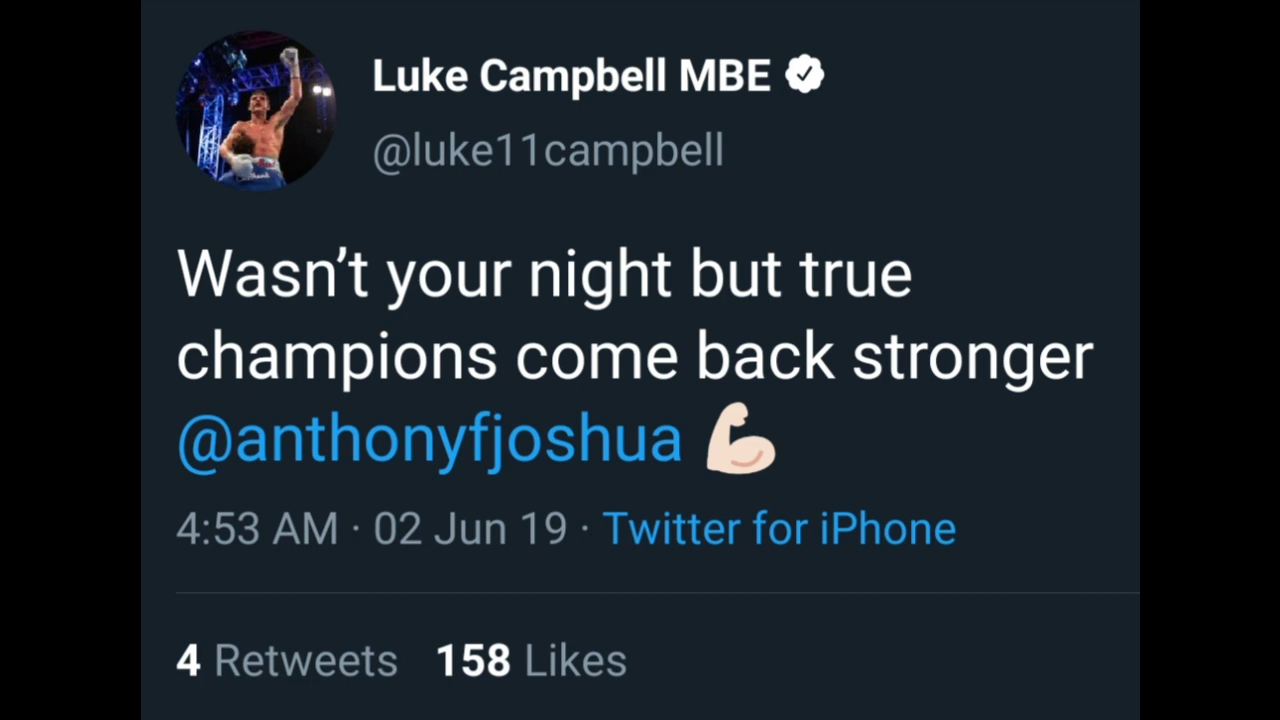 Luke Campbell MBE
@luke11campbell
Wasn’t your night but true
champions come back stronger
@anthonyfjoshua 💪🏻
4:53 AM · 02 Jun 19 · Twitter for iPhone
4 Retweets 158 Likes